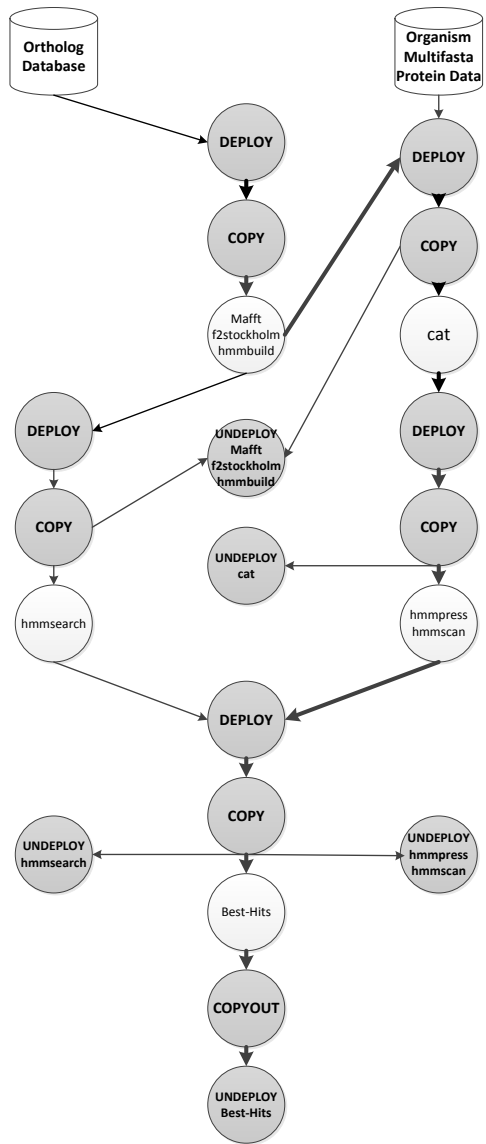 Ortholog
Database
Organism
Multifasta
Protein Data
DEPLOY
DEPLOY
COPY
COPY
Mafft
f2stockholm
hmmbuild
cat
DEPLOY
UNDEPLOY
Mafft
f2stockholm
hmmbuild
DEPLOY
COPY
COPY
UNDEPLOY
cat
hmmsearch
hmmpress
hmmscan
DEPLOY
COPY
UNDEPLOY
hmmsearch
UNDEPLOY
hmmpress
hmmscan
Best-Hits
COPYOUT
UNDEPLOY
Best-Hits